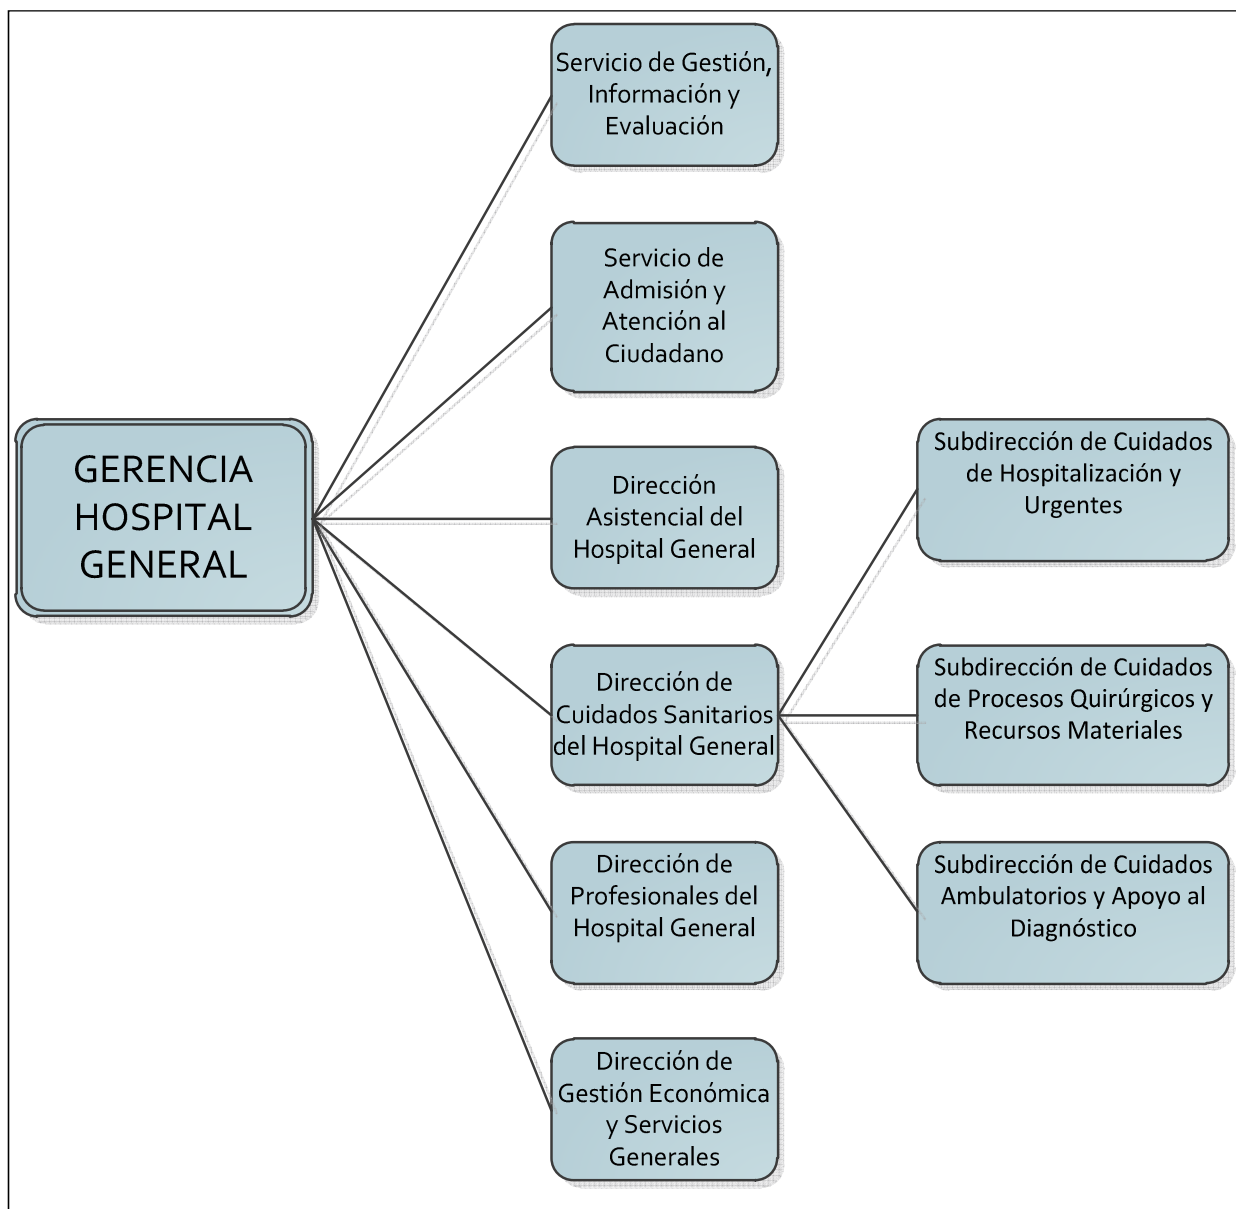 GERENCIA
HOSPITAL
GENERAL
Servicio de Gestión,
Información y
Evaluación
Servicio de
Admisión y
Atención al
Ciudadano
Dirección
Asistencial del
Hospital General
Dirección de
Cuidados Sanitarios
del Hospital General
Dirección de
Profesionales del
Hospital General
Dirección de
Gestión Económica
y Servicios
Generales
Subdirección de Cuidados
de Hospitalización y
Urgentes
Subdirección de Cuidados
de Procesos Quirúrgicos y
Recursos Materiales
Subdirección de Cuidados
Ambulatorios y Apoyo al
Diagnóstico